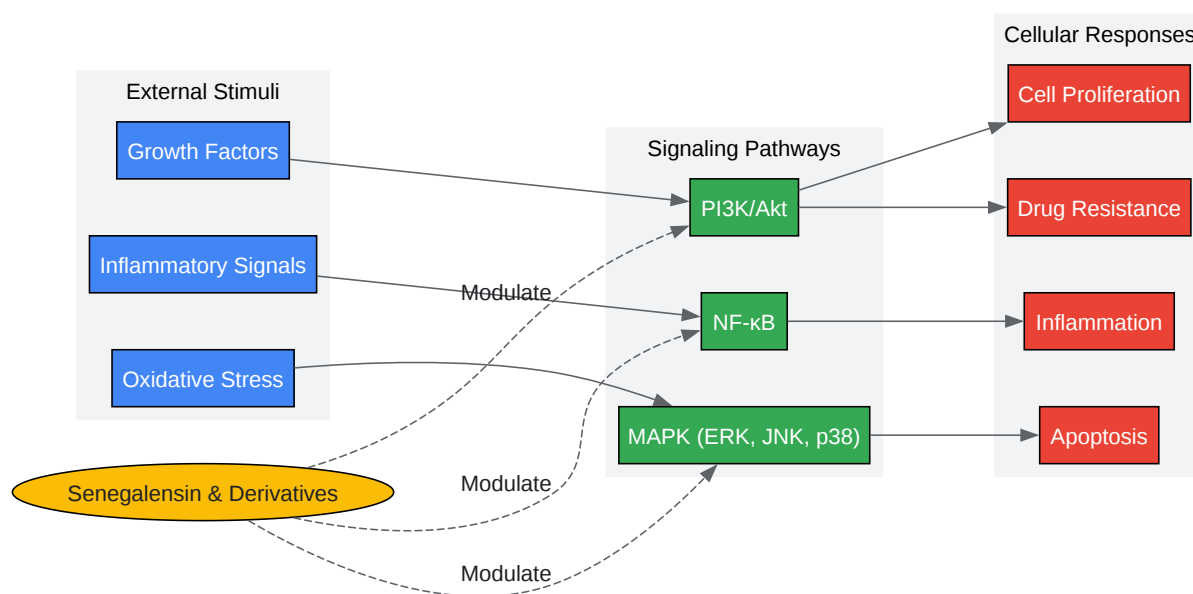 External Stimuli
Growth Factors
Inflammatory Signals
Oxidative Stress
Senegalensin & Derivatives
Modulate
Modulate
Modulate
Signaling Pathways
PI3K/Akt
NF-κB
MAPK (ERK, JNK, p38)
Cellular Responses
Cell Proliferation
Drug Resistance
Inflammation
Apoptosis